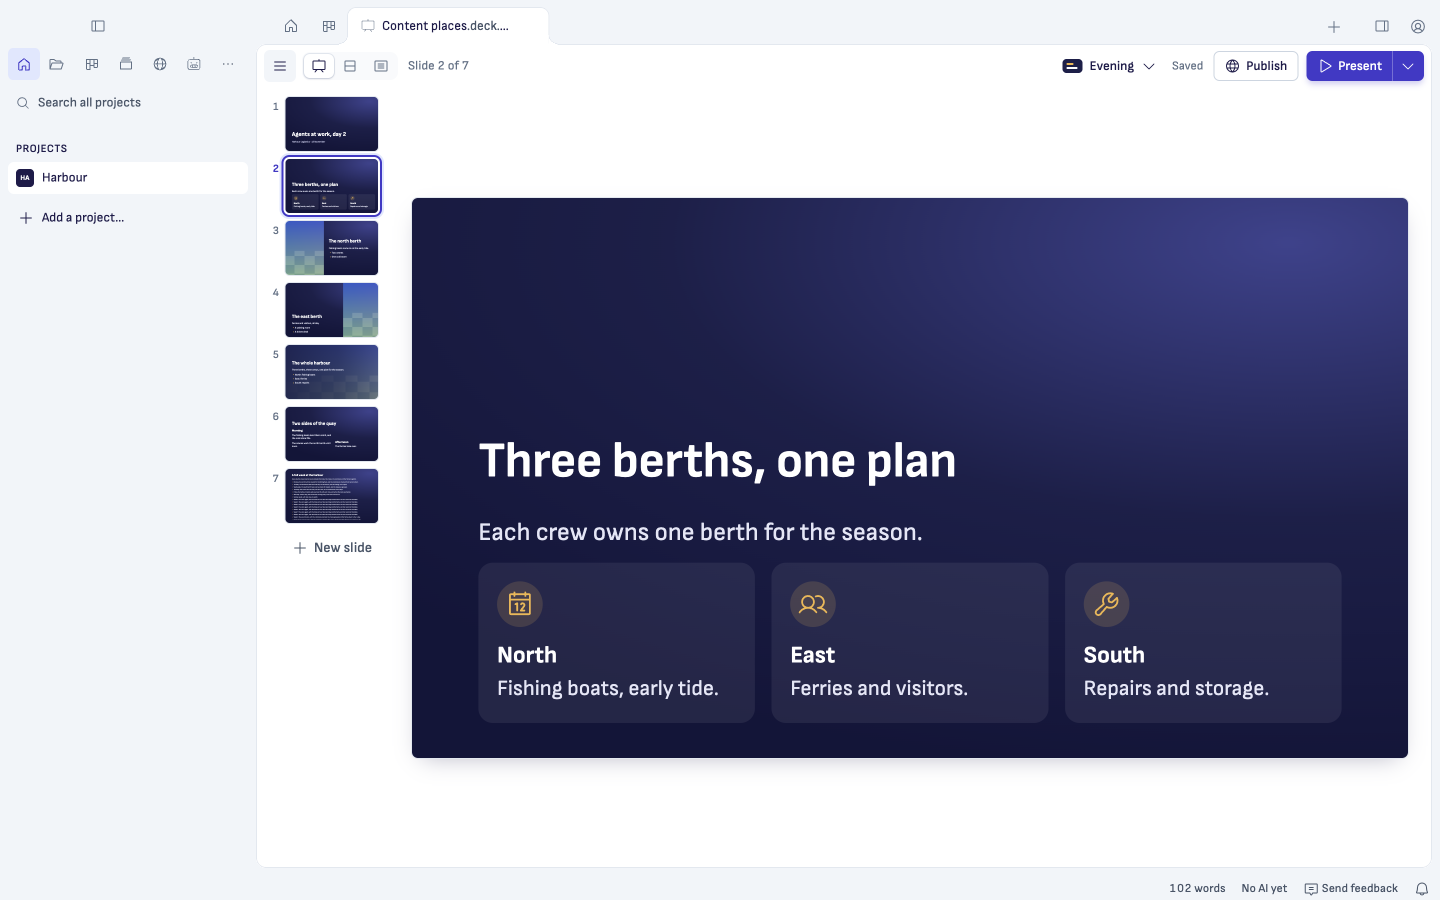 Content places.deck....
Search all projects
PROJECTS
HA
Harbour
Add a project...
Slide 2 of 7
Evening
Saved
Publish
Present
1
Agents at work, day 2
2
Three berths, one plan
3
The north berth
4
The east berth
5
The whole harbour
6
Two sides of the quay
7
New slide
Three berths, one plan
Each crew owns one berth for the season.
12
North
Fishing boats, early tide.
East
Ferries and visitors.
South
Repairs and storage.
102 words
No AI yet
Send feedback